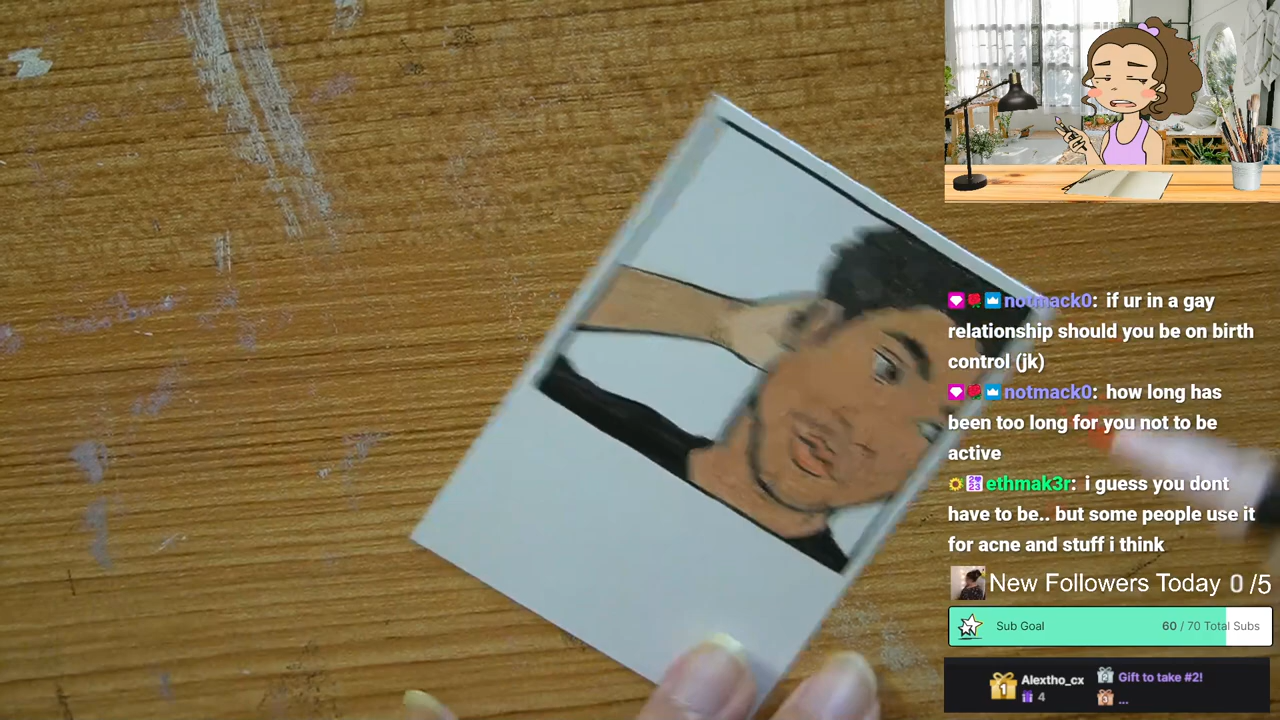 notmack0: if ur in a gay
relationship should you be on birth
control (jk)
notmack0: how long has
been too long for you not to be
active
ethmak3r: i guess you dont
have to be.. but some people use it
for acne and stuff i think
New Followers Today 0 /5
Sub Goal 60 / 70 Total Subs
1 Alextho_cx
4
2 Gift to take #2!
3 ...